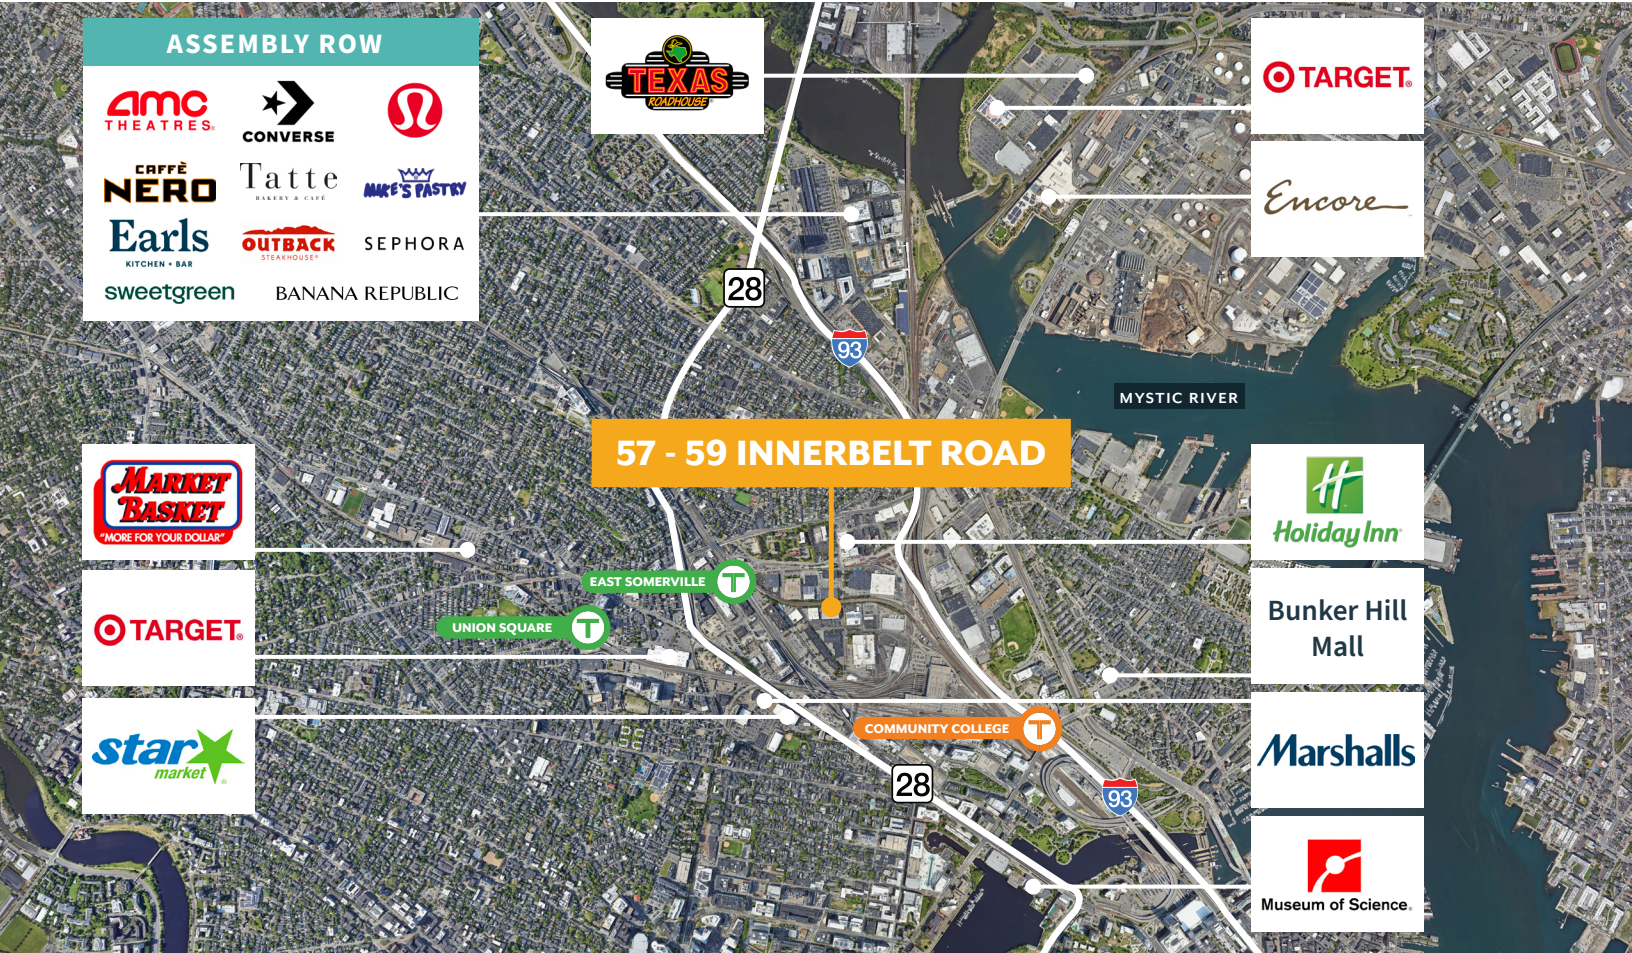 ASSEMBLY ROW
amc
THEATRES
CONVERSE
CAFFÈ
NERO
Tatte
BAKERY & CAFÉ
MIKE'S PASTRY
Earls
KITCHEN + BAR
OUTBACK
STEAKHOUSE®
SEPHORA
sweetgreen
BANANA REPUBLIC
TEXAS
ROADHOUSE
TARGET®
Encore
28
93
MYSTIC RIVER
57 - 59 INNERBELT ROAD
MARKET
BASKET
"MORE FOR YOUR DOLLAR"
Holiday Inn®
EAST SOMERVILLE T
UNION SQUARE T
TARGET®
Bunker Hill
Mall
star
market®
COMMUNITY COLLEGE T
Marshalls
28
93
Museum of Science®